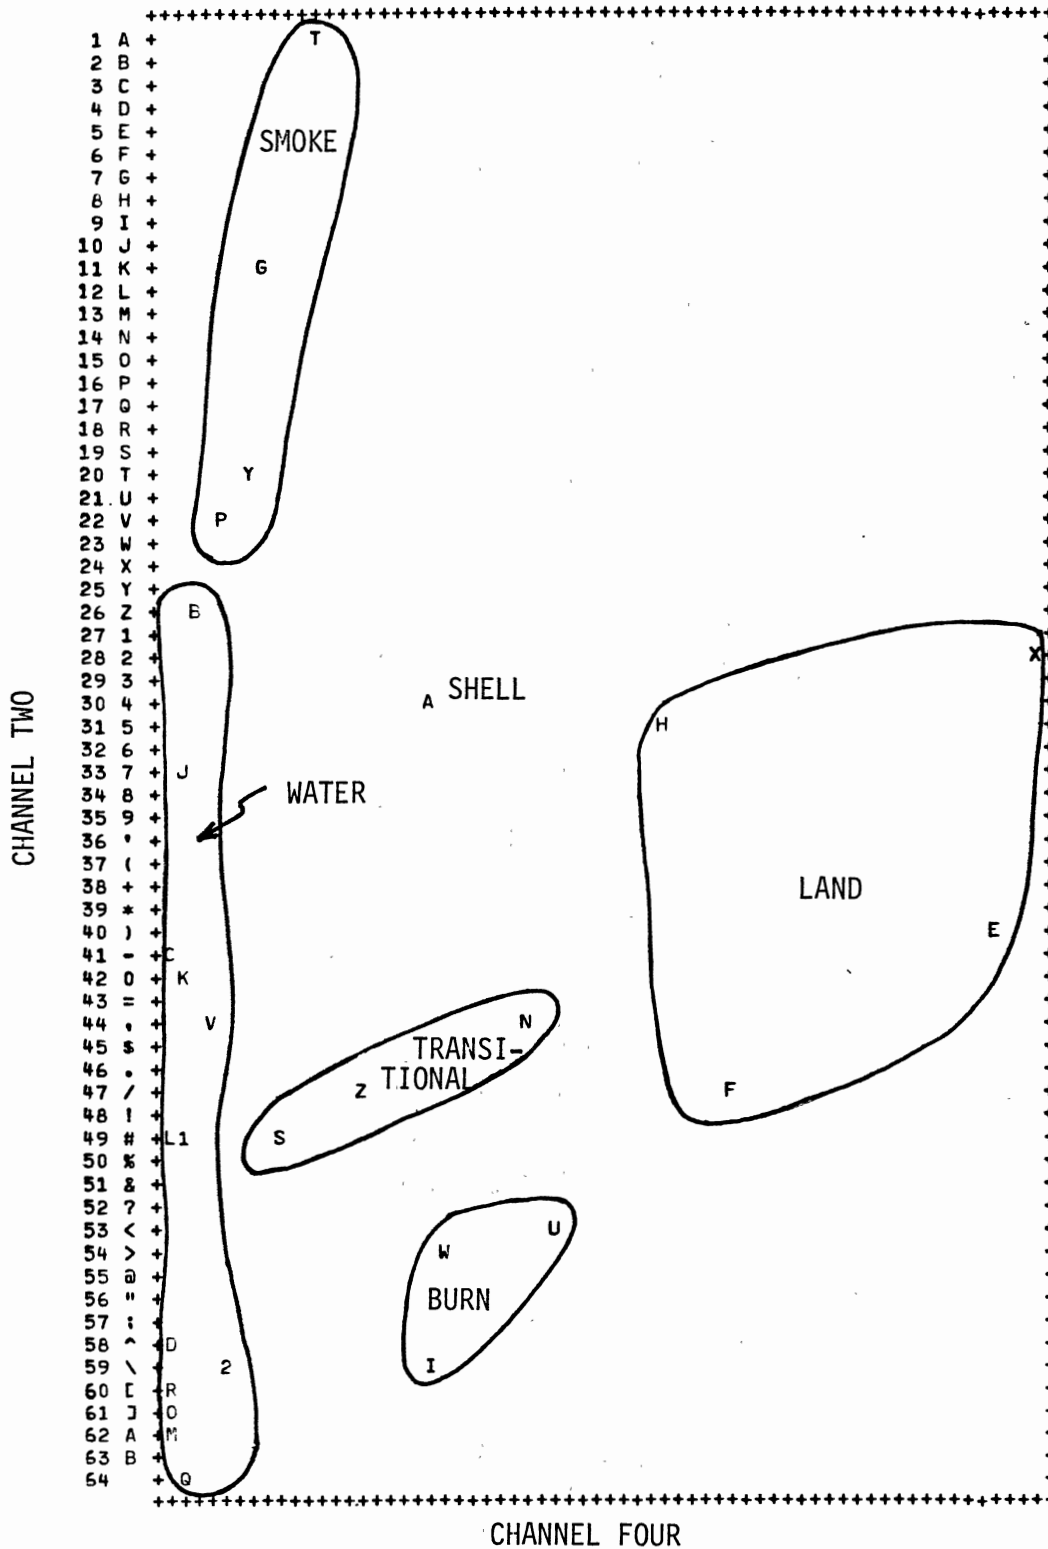 ++++++++++++++++++++++++++++++++++++++++++++++++++++++++++++++++++
1 A + T
2 B +
3 C +
4 D +
5 E +
SMOKE
6 F +
7 G +
8 H +
9 I +
10 J +
11 K + G
12 L +
13 M +
14 N +
15 O +
16 P +
17 Q +
18 R +
19 S +
20 T + Y
21 U +
22 V + P
23 W +
24 X +
25 Y +
26 Z + B
27 1 +
28 2 + X
29 3 + SHELL
30 4 + A
31 5 + H
32 6 +
33 7 + J
34 8 + WATER
35 9 +
36 ' +
37 ( +
38 + + LAND
39 * +
40 ) + E
41 - +C
42 0 + K
43 = +
44 , + V N
45 $ + TRANSI-
46 . + TIONAL
47 / + Z F
48 ! +
49 # +L1 S
50 % +
51 & +
52 ? +
53 < + U
54 > + W
55 @ +
56 " + BURN
57 ; +
58 ^ +D
59 \ + 2 I
60 [ +R
61 ] +O
62 A +M
63 B +
64 + Q
++++++++++++++++++++++++++++++++++++++++++++++++++++++++++++++++++
CHANNEL TWO
CHANNEL FOUR